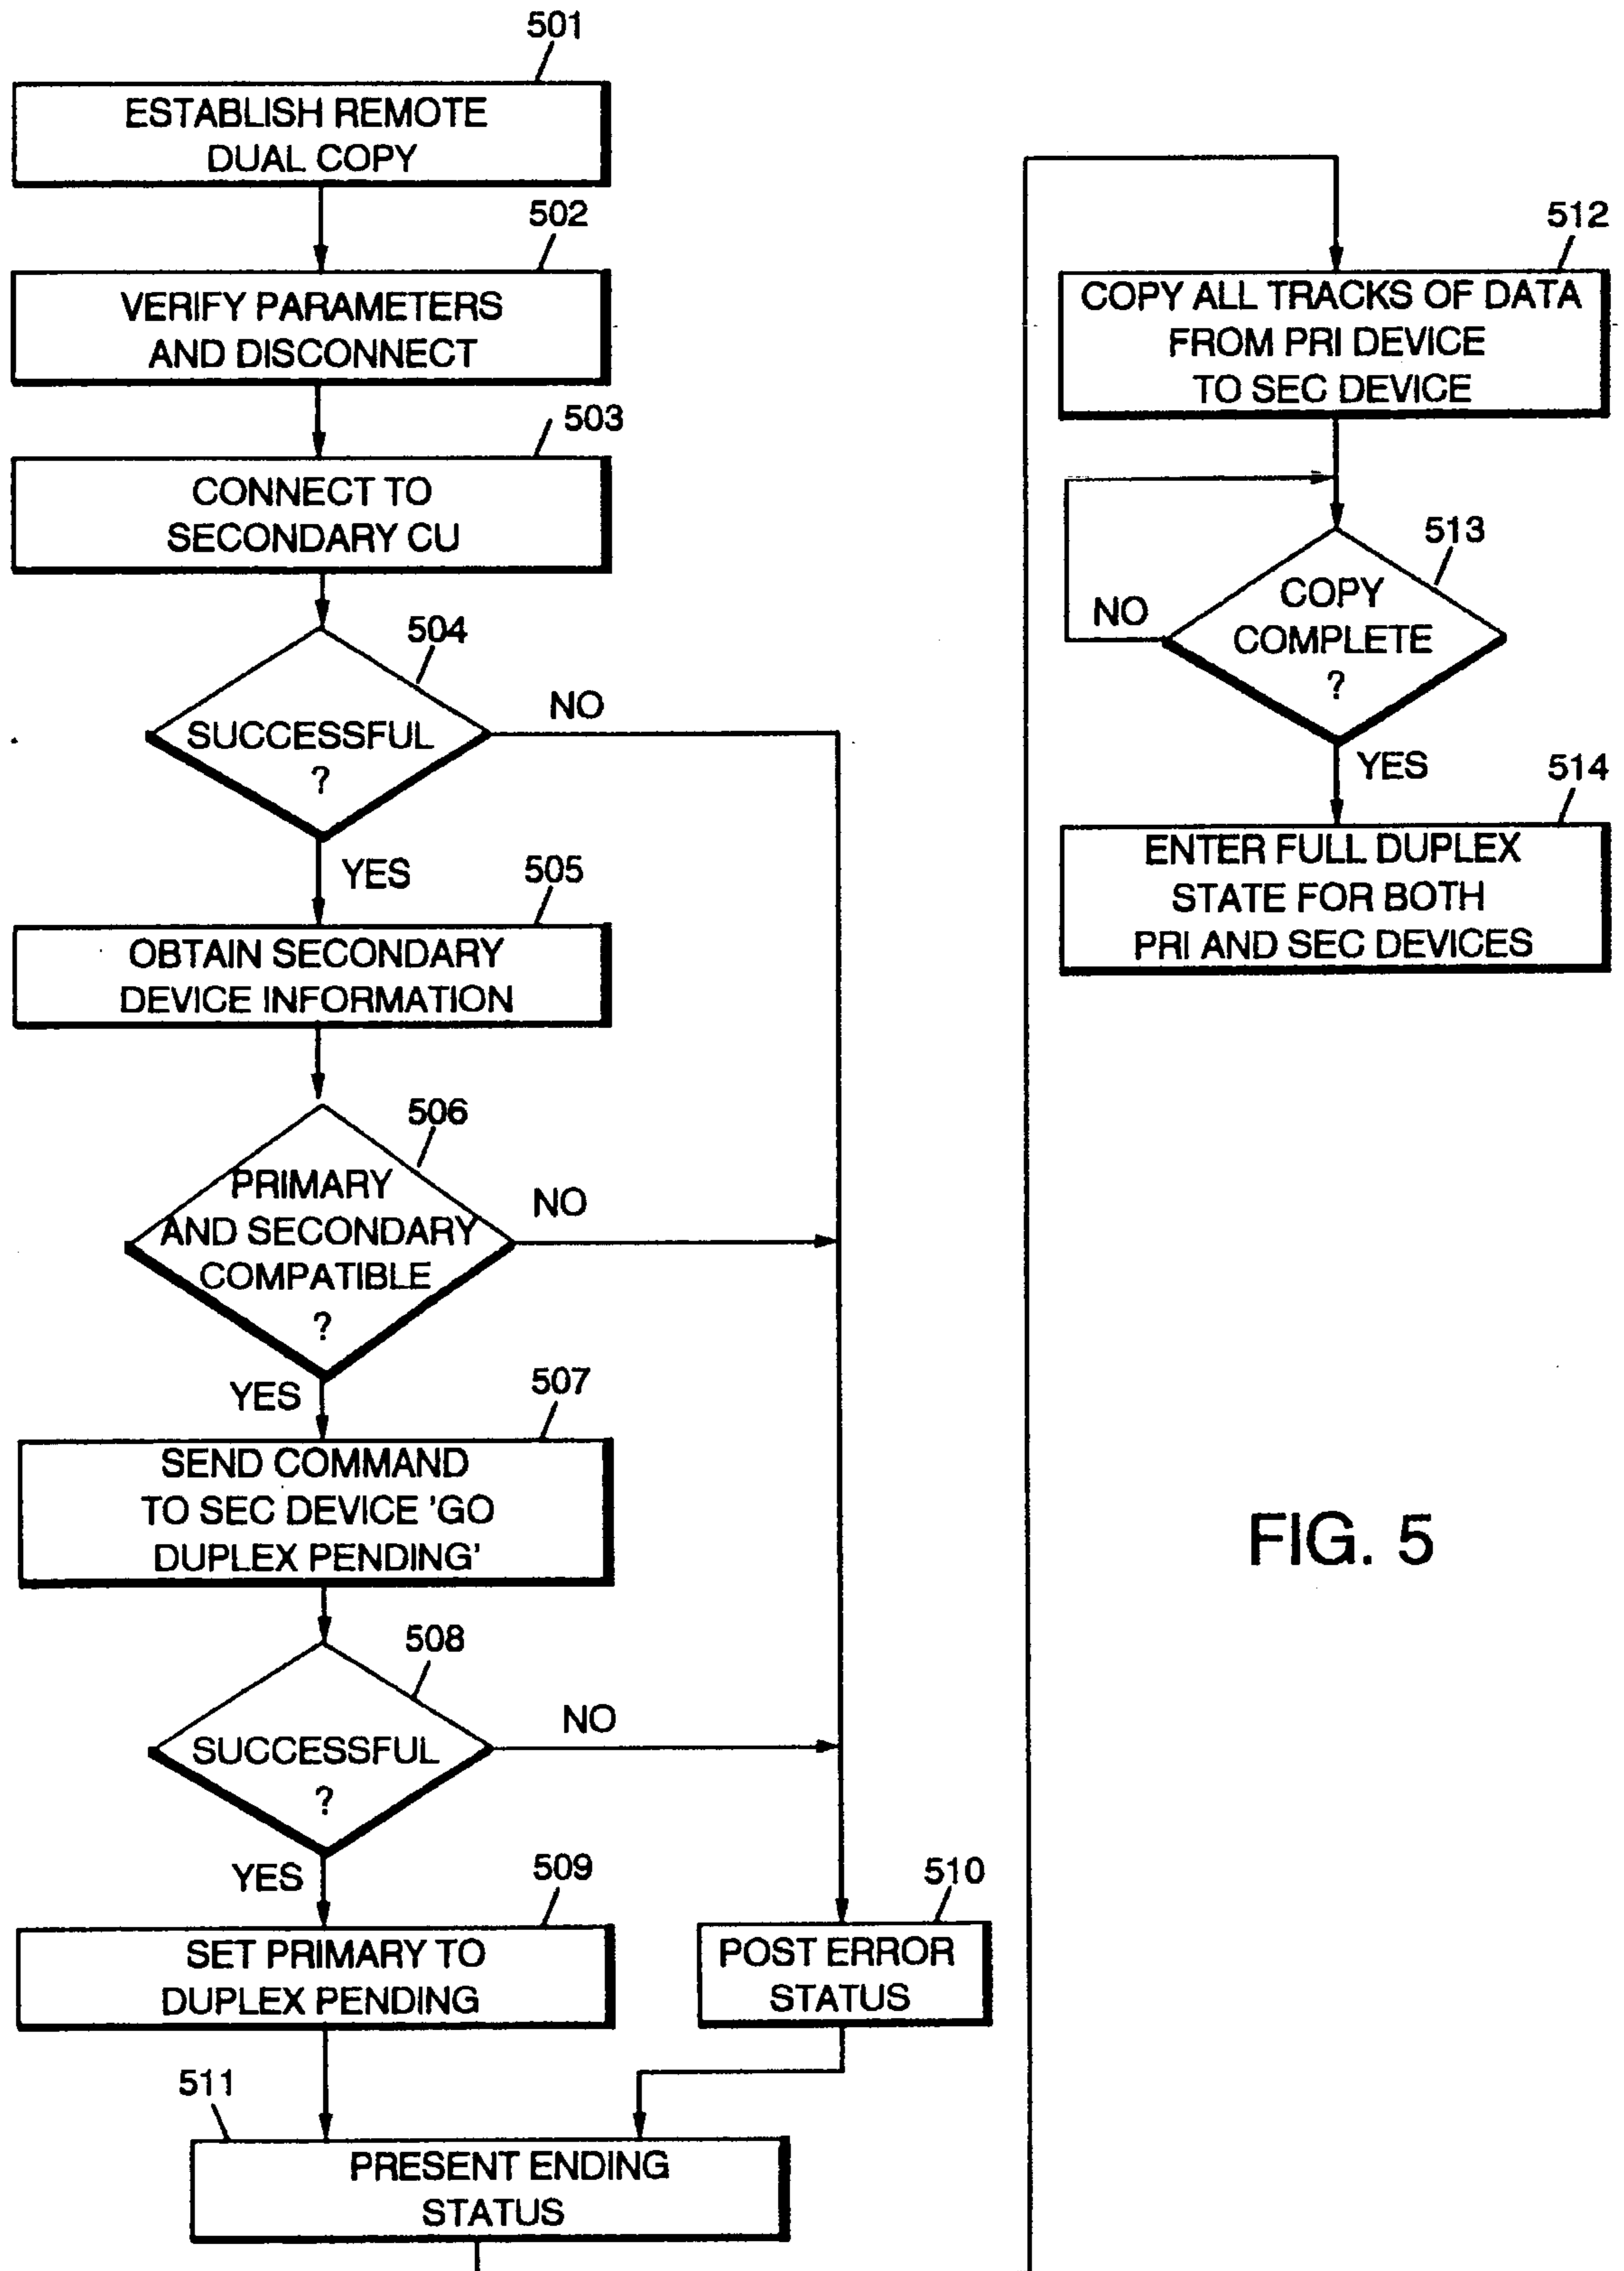 501
ESTABLISH REMOTE
DUAL COPY
502
VERIFY PARAMETERS
AND DISCONNECT
503
CONNECT TO
SECONDARY CU
504
SUCCESSFUL
?
NO
YES
505
OBTAIN SECONDARY
DEVICE INFORMATION
506
PRIMARY
AND SECONDARY
COMPATIBLE
?
NO
YES
507
SEND COMMAND
TO SEC DEVICE 'GO
DUPLEX PENDING'
508
SUCCESSFUL
?
NO
YES
509
SET PRIMARY TO
DUPLEX PENDING
510
POST ERROR
STATUS
511
PRESENT ENDING
STATUS
512
COPY ALL TRACKS OF DATA
FROM PRI DEVICE
TO SEC DEVICE
513
COPY
COMPLETE
?
NO
YES
514
ENTER FULL DUPLEX
STATE FOR BOTH
PRI AND SEC DEVICES
FIG. 5